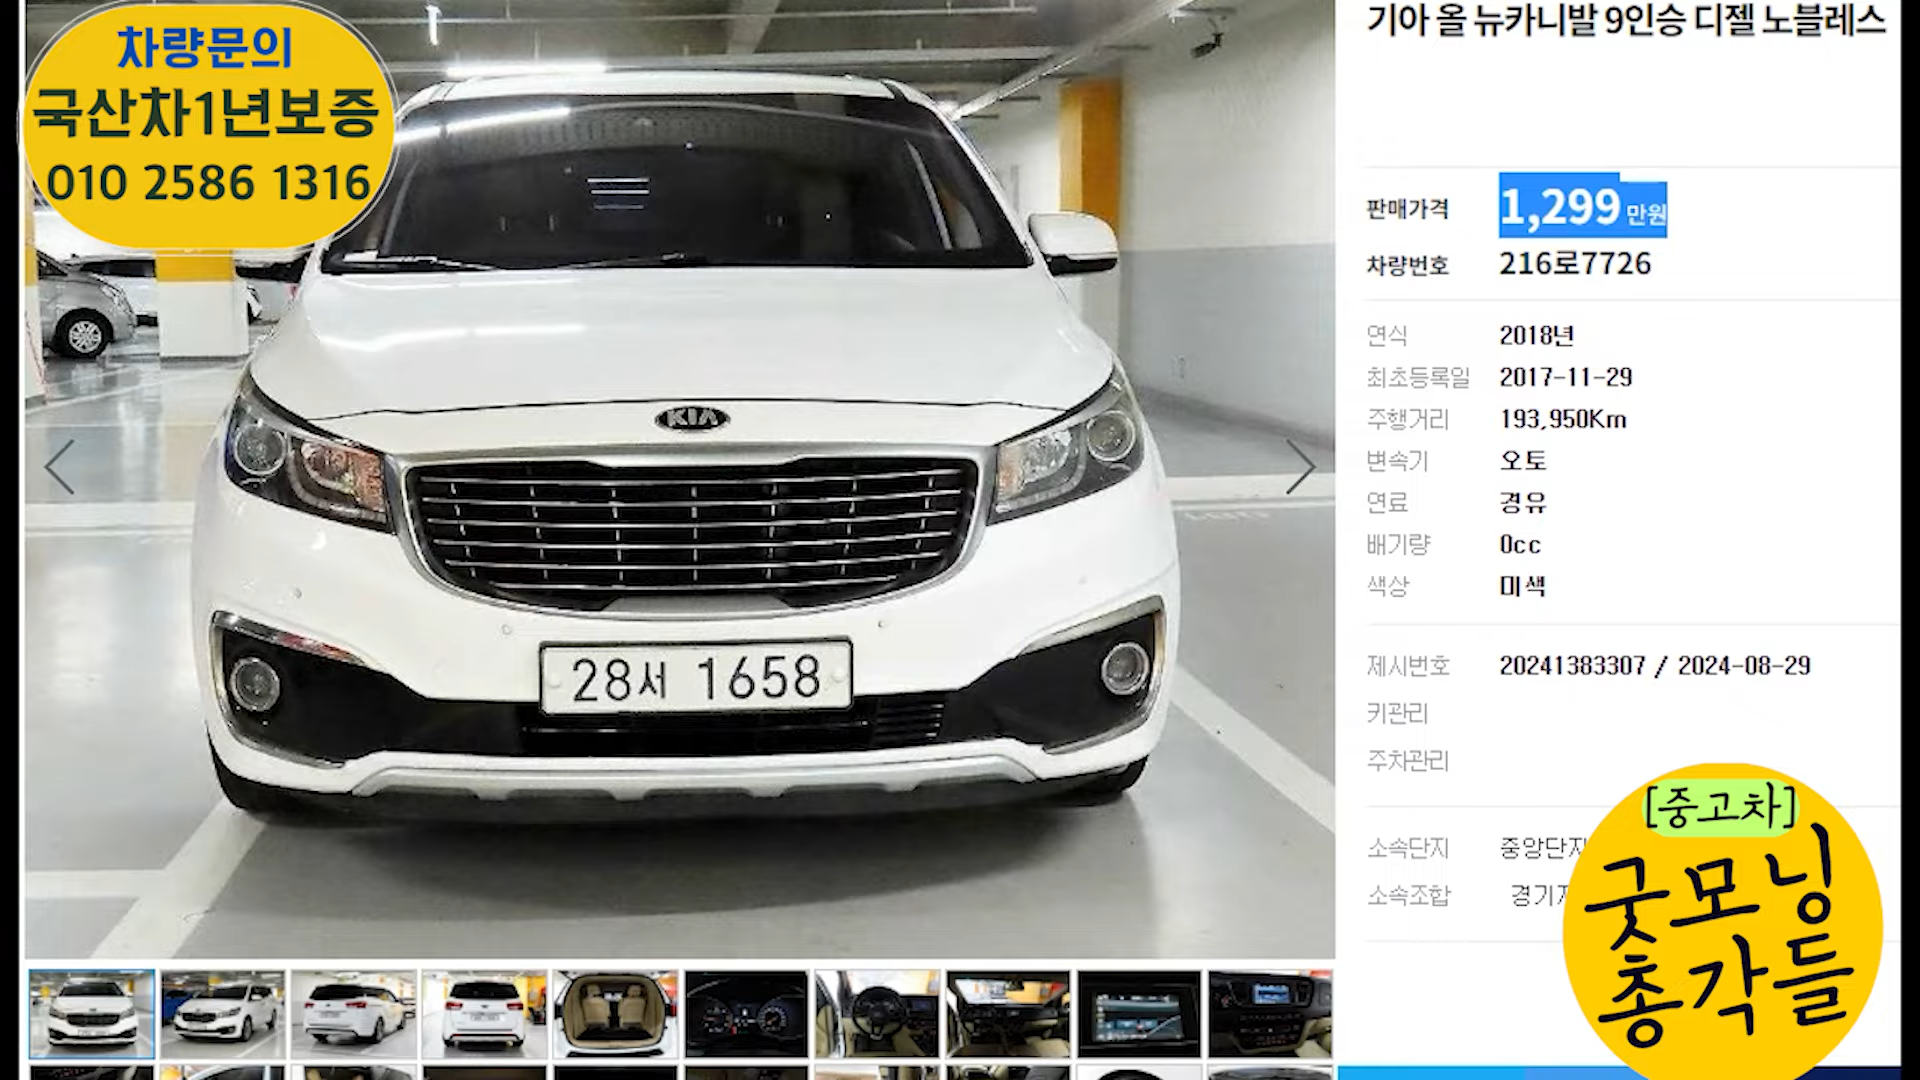 차량문의
국산차1년보증
010 2586 1316
KIA
28서 1658
기아 올 뉴카니발 9인승 디젤 노블레스
판매가격 1,299 만원
차량번호 216로7726
연식 2018년
최초등록일 2017-11-29
주행거리 193,950Km
변속기 오토
연료 경유
배기량 0cc
색상 미색
제시번호 20241383307 / 2024-08-29
키관리
주차관리
소속단지 중앙단지
소속조합 경기
[중고차]
굿모닝
총각들